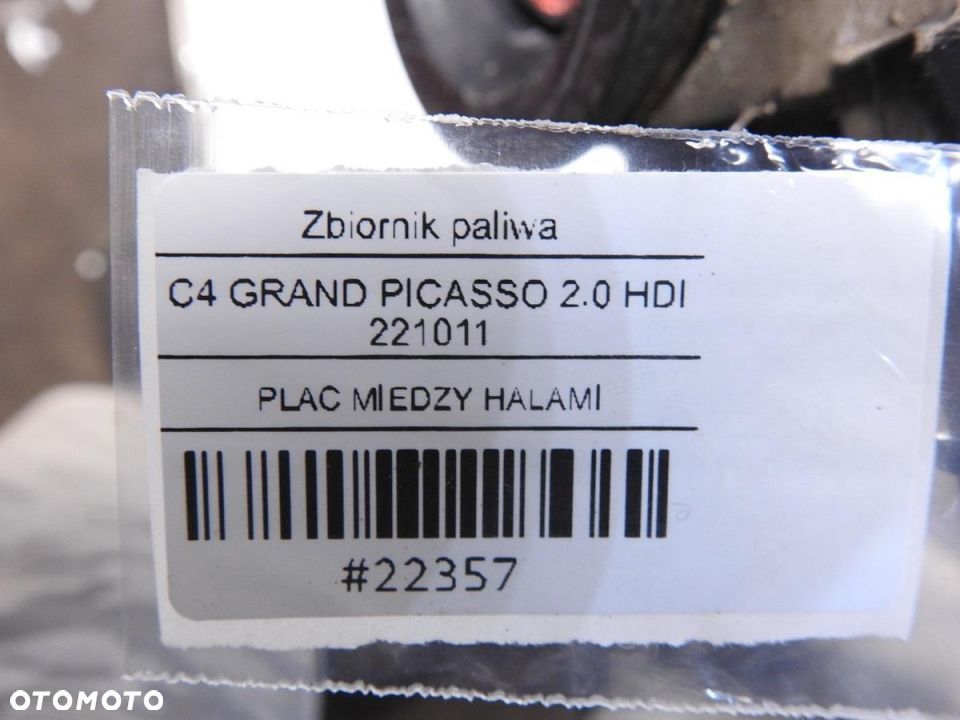 Zbiornik paliwa
C4 GRAND PICASSO 2.0 HDI
221011
PLAC MIEDZY HALAMI
#22357
OTOMOTO